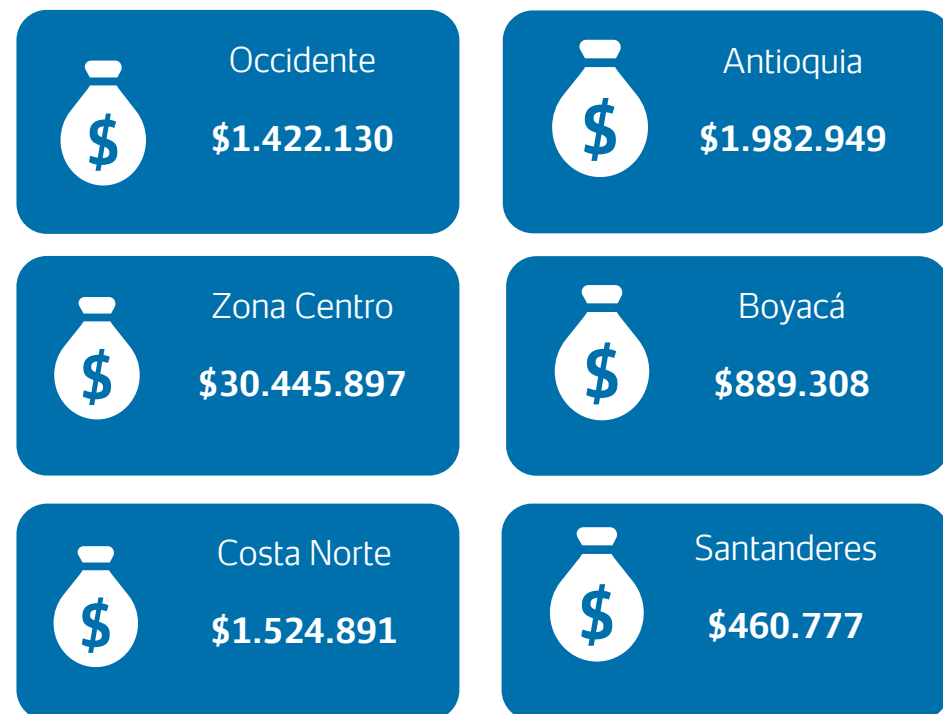 Occidente
$
$1.422.130
Antioquia
$
$1.982.949
Zona Centro
$
$30.445.897
Boyacá
$
$889.308
Costa Norte
$
$1.524.891
Santanderes
$
$460.777